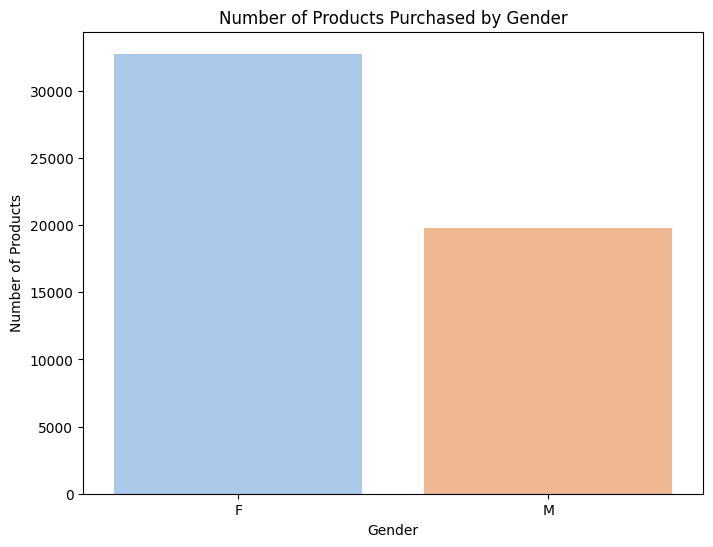 Number of Products Purchased by Gender
Number of Products
30000
25000
20000
15000
10000
5000
0
F M
Gender